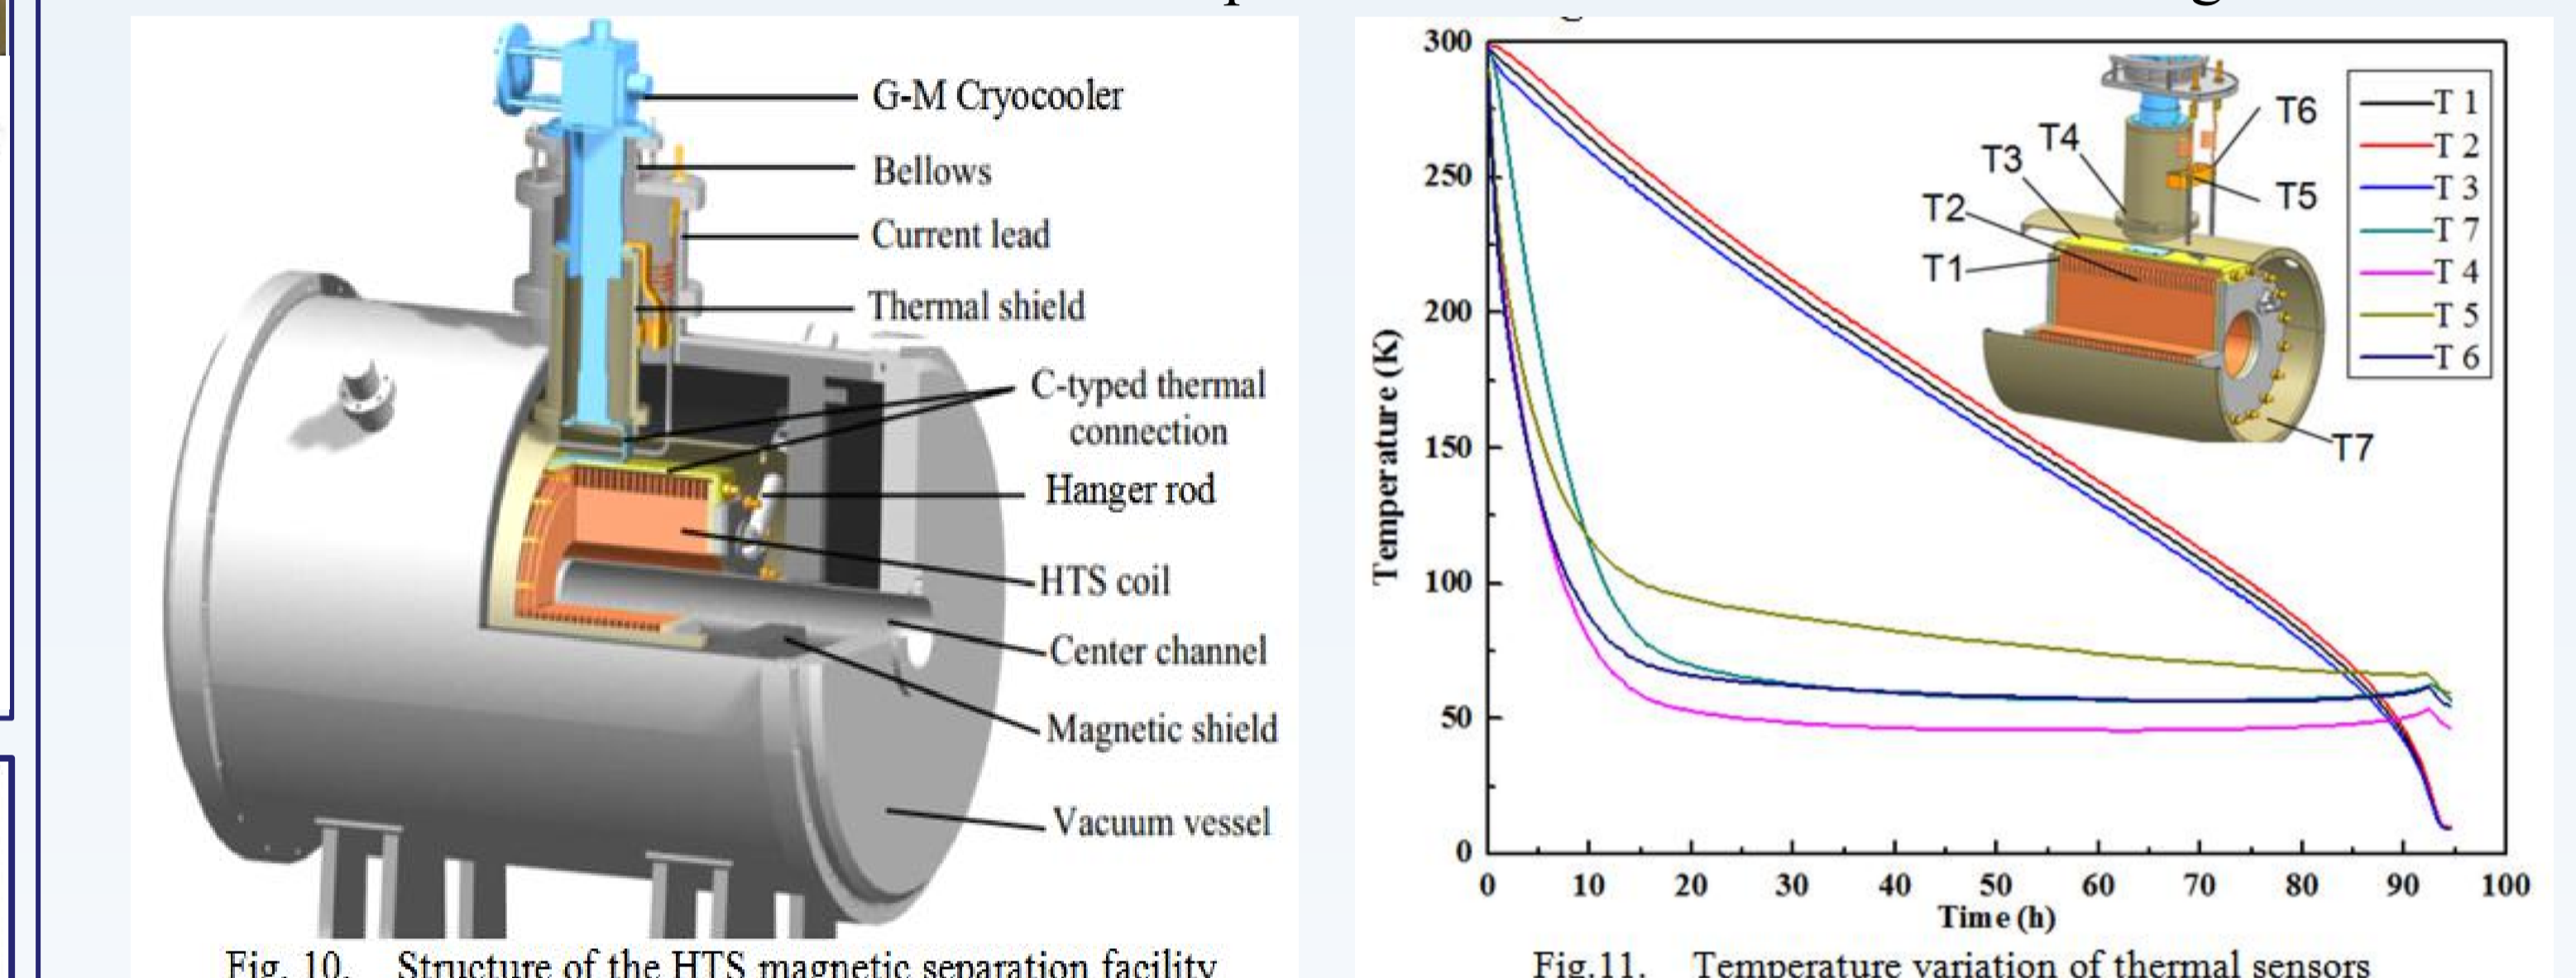 G-M Cryocooler
Bellows
Current lead
Thermal shield
C-typed thermal
connection
Hanger rod
HTS coil
Center channel
Magnetic shield
Vacuum vessel
Fig. 10. Structure of the HTS magnetic separation facility
300
250
200
150
100
50
0
Temperature (K)
0 10 20 30 40 50 60 70 80 90 100
Time (h)
T6
T4
T3
T5
T2
T1
T7
T 1
T 2
T 3
T 7
T 4
T 5
T 6
Fig.11. Temperature variation of thermal sensors